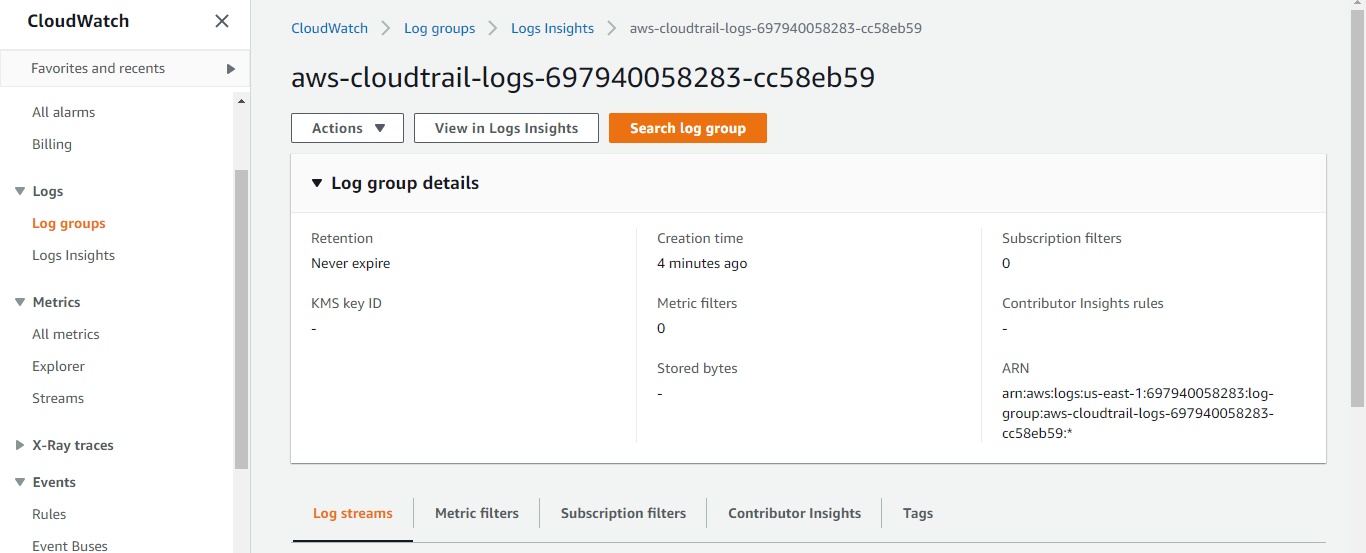 CloudWatch
Favorites and recents
All alarms
Billing
Logs
Log groups
Logs Insights
Metrics
All metrics
Explorer
Streams
X-Ray traces
Events
Rules
Event Buses
CloudWatch Log groups Logs Insights aws-cloudtrail-logs-697940058283-cc58eb59
aws-cloudtrail-logs-697940058283-cc58eb59
Actions View in Logs Insights Search log group
Log group details
Retention
Never expire
KMS key ID
-
Creation time
4 minutes ago
Metric filters
0
Stored bytes
-
Subscription filters
0
Contributor Insights rules
-
ARN
arn:aws:logs:us-east-1:697940058283:log-
group:aws-cloudtrail-logs-697940058283-
cc58eb59:*
Log streams Metric filters Subscription filters Contributor Insights Tags